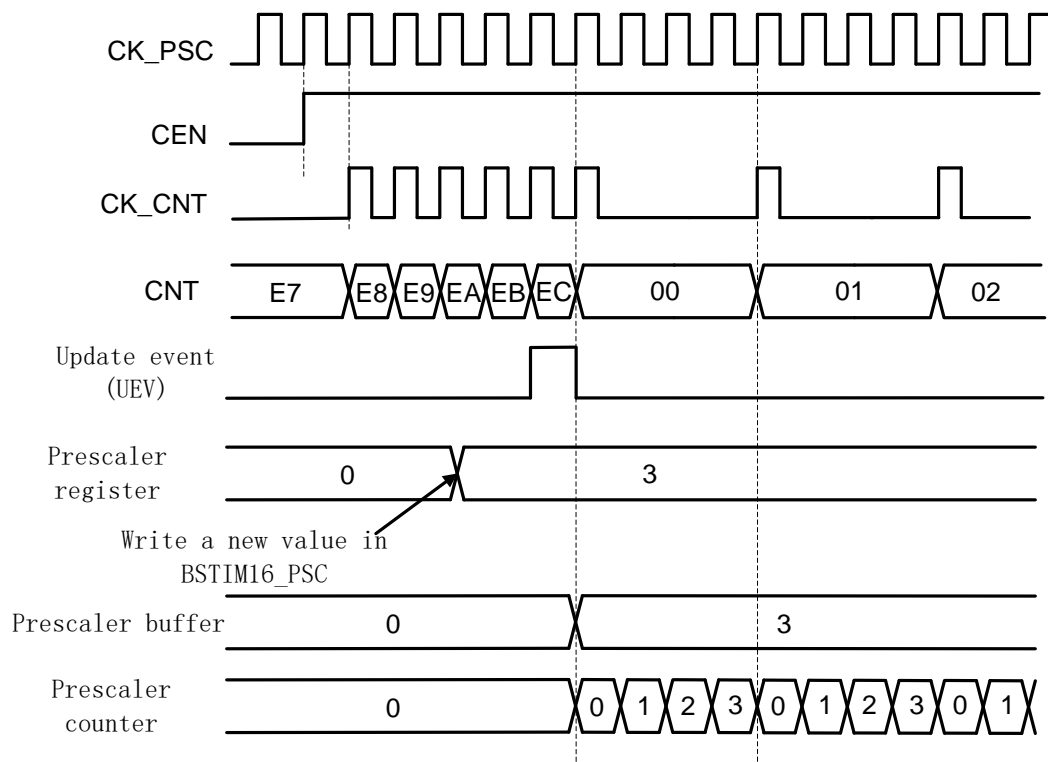 CK_PSC
CEN
CK_CNT
CNT E7 E8 E9 EA EB EC 00 01 02
Update event
(UEV)
Prescaler
register
0 3
Write a new value in
BSTIM16_PSC
Prescaler buffer 0 3
Prescaler
counter
0 0 1 2 3 0 1 2 3 0 1